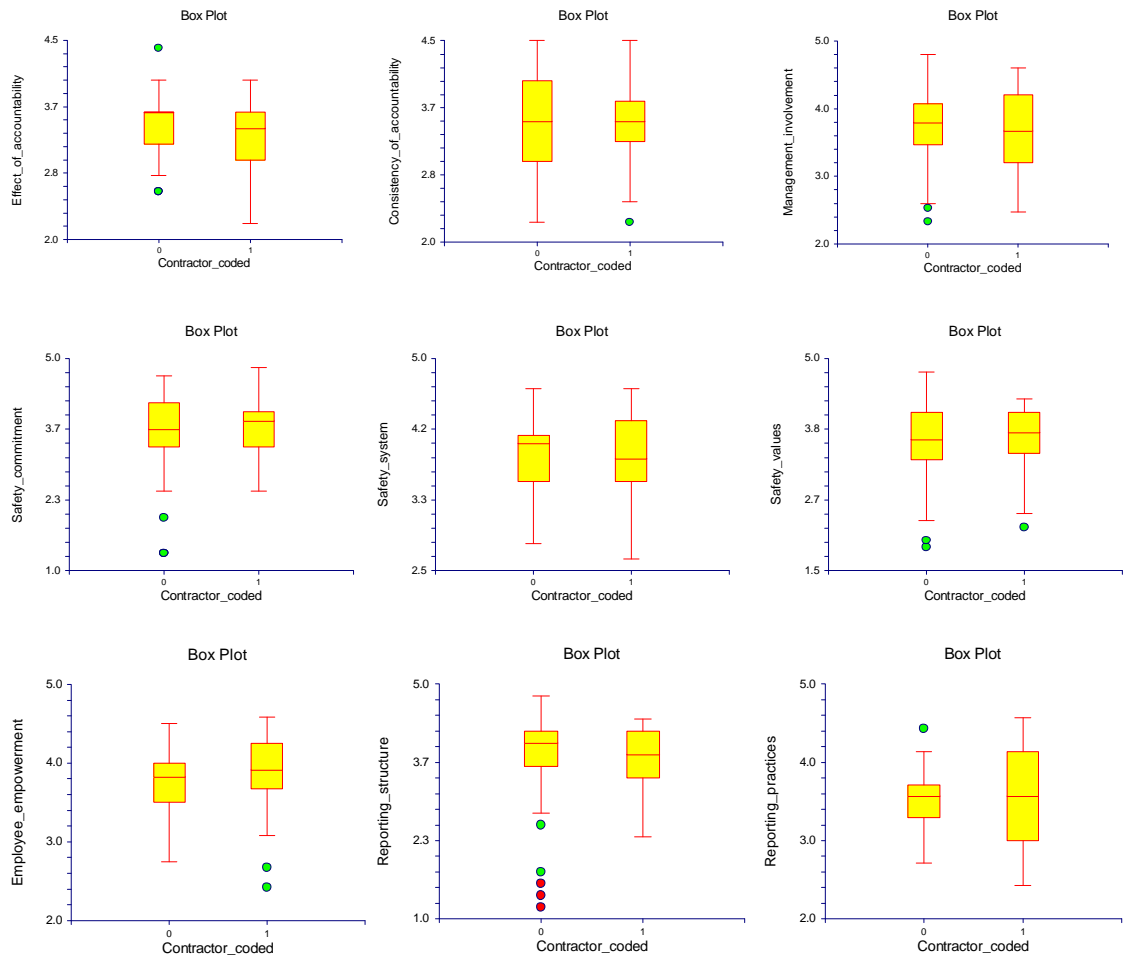 Box Plot
4.5
3.7
2.8
2.0
Effect_of_accountability
0
1
Contractor_coded
Box Plot
4.5
3.7
2.8
2.0
Consistency_of_accountability
0
1
Contractor_coded
Box Plot
5.0
4.0
3.0
2.0
Management_involvement
0
1
Contractor_coded
Box Plot
5.0
3.7
2.3
1.0
Safety_commitment
0
1
Contractor_coded
Box Plot
5.0
4.2
3.3
2.5
Safety_system
0
1
Contractor_coded
Box Plot
5.0
3.8
2.7
1.5
Safety_values
0
1
Contractor_coded
Box Plot
5.0
4.0
3.0
2.0
Employee_empowerment
0
1
Contractor_coded
Box Plot
5.0
3.7
2.3
1.0
Reporting_structure
0
1
Contractor_coded
Box Plot
5.0
4.0
3.0
2.0
Reporting_practices
0
1
Contractor_coded